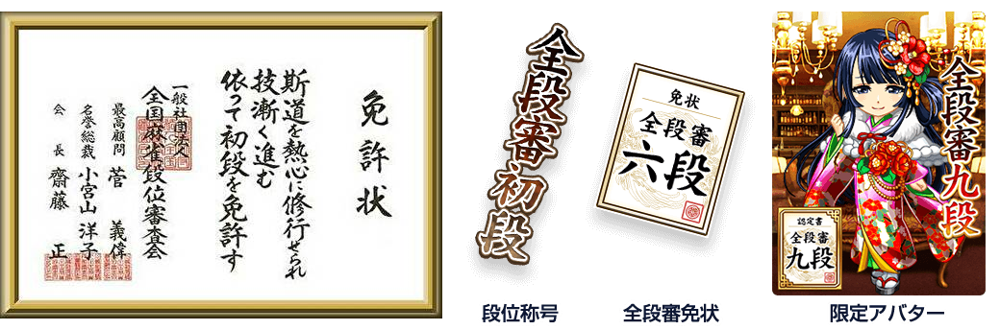 免許状
斯道を熱心に修行せられ
技漸く進む
依って初段を免許す
一般社団法人
全国麻雀段位審査会
最高顧問 菅 義偉
名誉総裁 小宮山 洋子
会長 齋藤 正
全段審初段
段位称号
免状
全段審
六段
全段審免状
全段審九段
認定書
全段審
九段
限定アバター